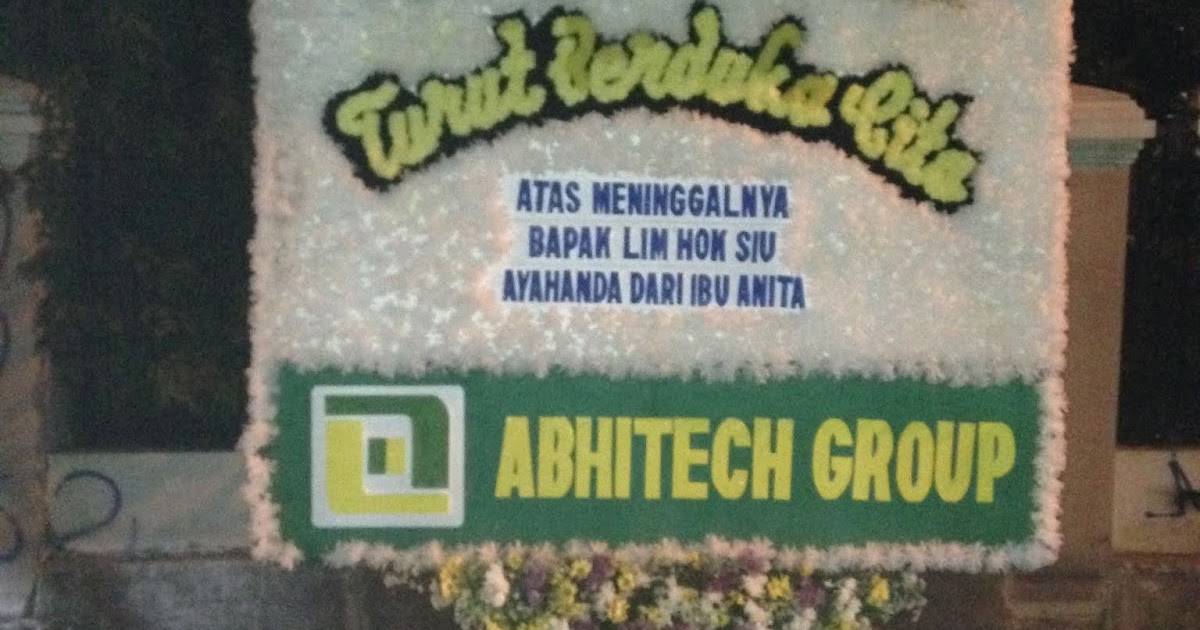 Turut Berduka Cita
ATAS MENINGGALNYA
BAPAK LIM HOK SIU
AYAHANDA DARI IBU ANITA
ABHITECH GROUP